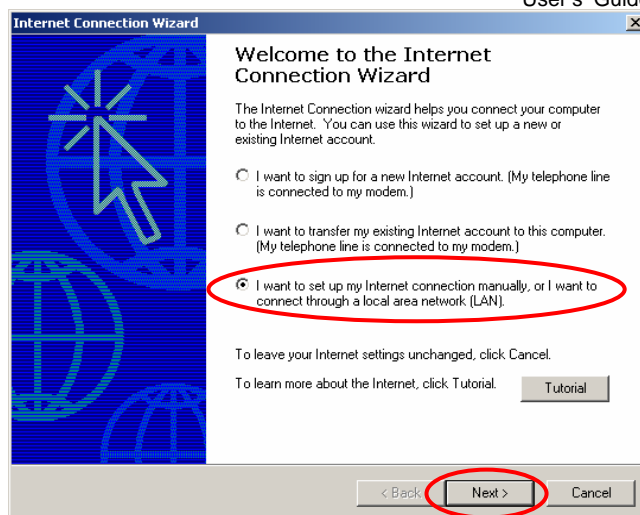 User's Guide
Internet Connection Wizard
Welcome to the Internet
Connection Wizard
The Internet Connection wizard helps you connect your computer
to the Internet. You can use this wizard to set up a new or
existing Internet account.
I want to sign up for a new Internet account. (My telephone line
is connected to my modem.)
I want to transfer my existing Internet account to this computer.
(My telephone line is connected to my modem.)
I want to set up my Internet connection manually, or I want to
connect through a local area network (LAN).
To leave your Internet settings unchanged, click Cancel.
To learn more about the Internet, click Tutorial.
Tutorial
< Back
Next >
Cancel